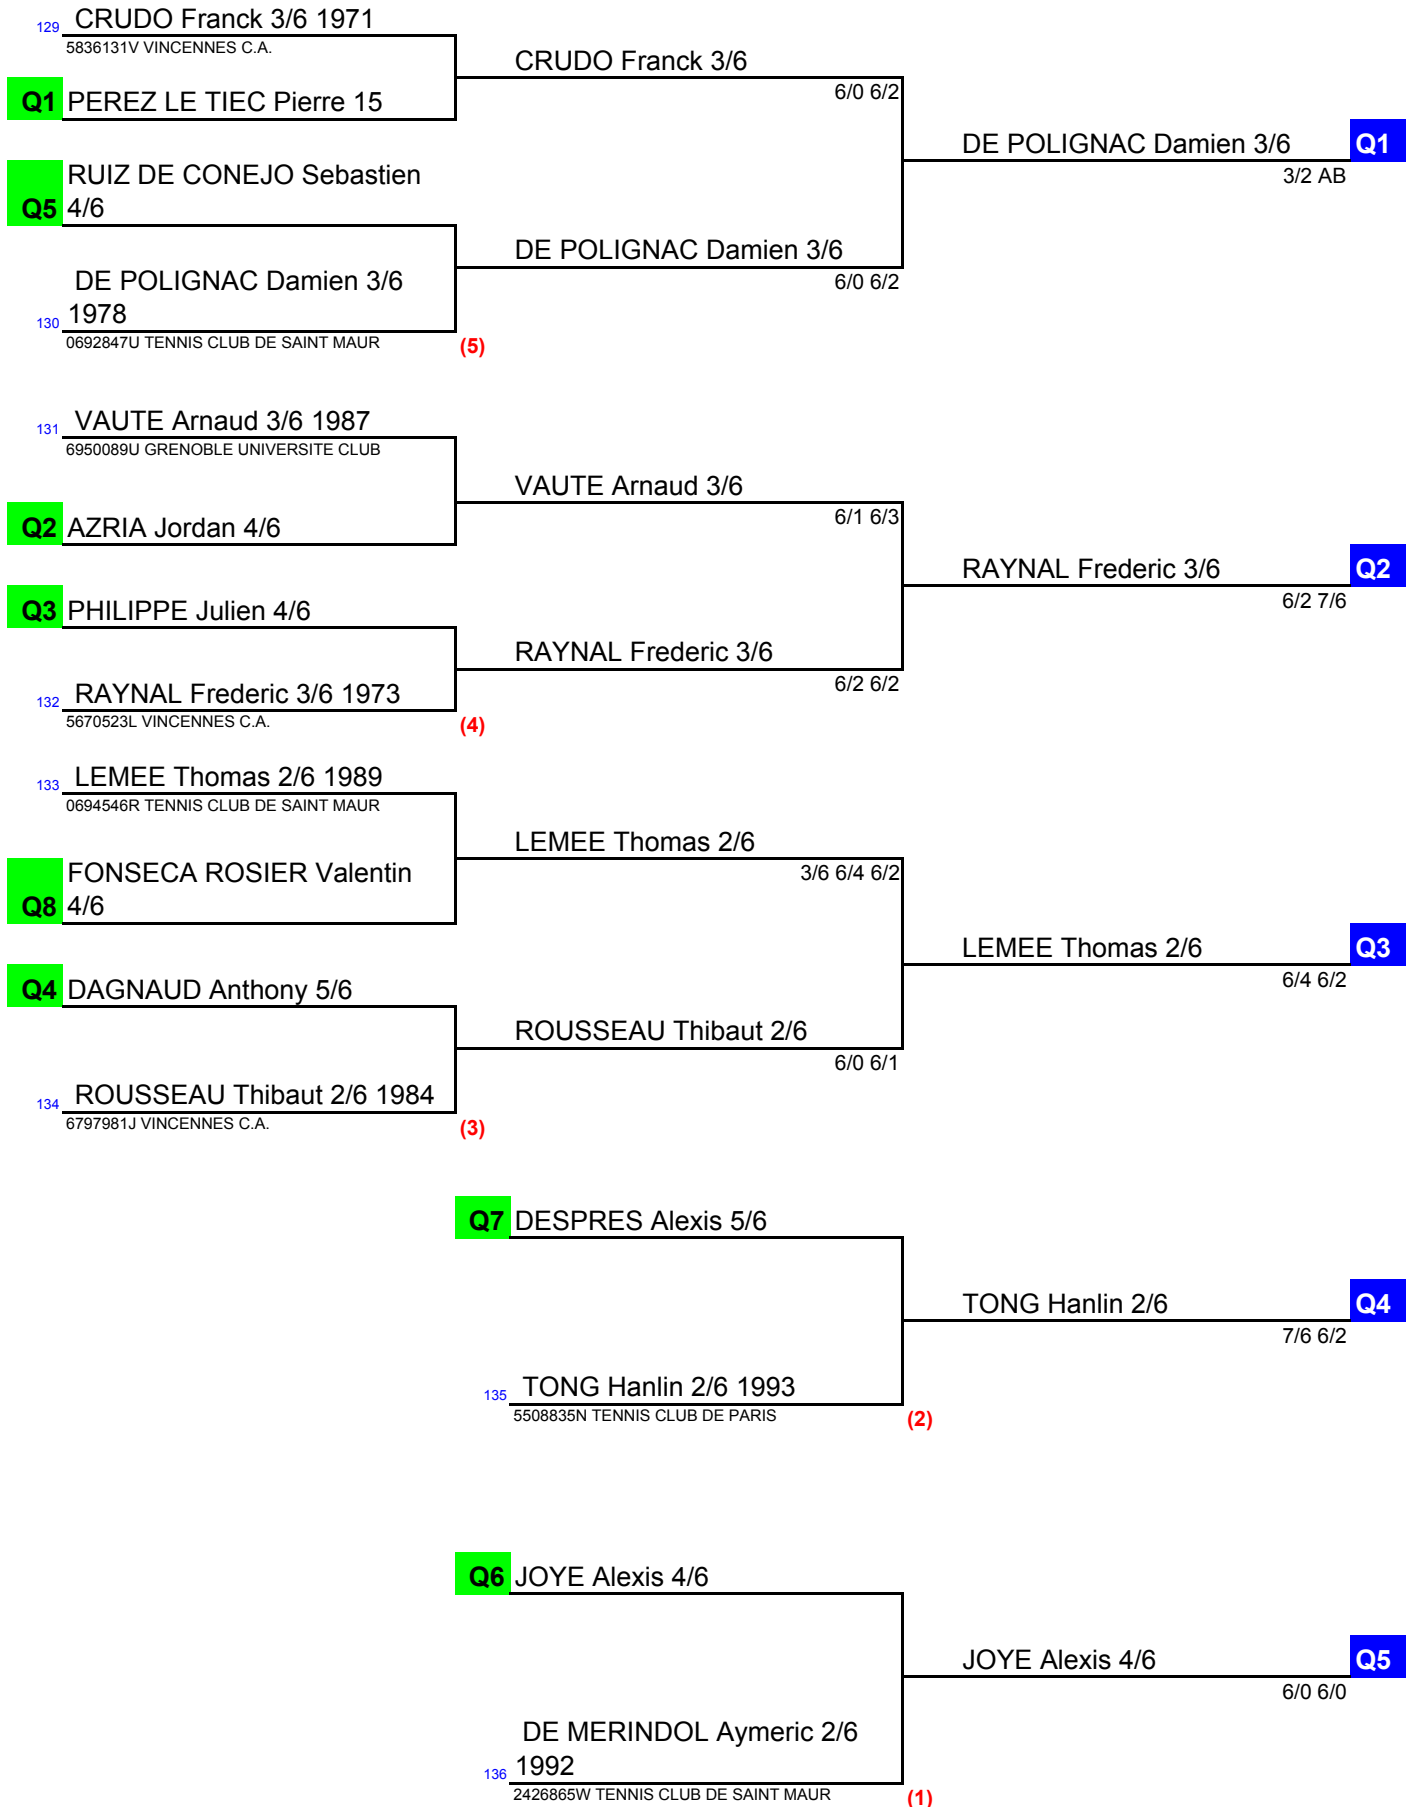 129 CRUDO Franck 3/6 1971
5836131V VINCENNES C.A.
CRUDO Franck 3/6
6/0 6/2
Q1 PEREZ LE TIEC Pierre 15
DE POLIGNAC Damien 3/6 Q1
3/2 AB
RUIZ DE CONEJO Sebastien
Q5 4/6
DE POLIGNAC Damien 3/6
6/0 6/2
DE POLIGNAC Damien 3/6
130 1978
0692847U TENNIS CLUB DE SAINT MAUR
(5)
131 VAUTE Arnaud 3/6 1987
6950089U GRENOBLE UNIVERSITE CLUB
VAUTE Arnaud 3/6
6/1 6/3
Q2 AZRIA Jordan 4/6
RAYNAL Frederic 3/6 Q2
6/2 7/6
Q3 PHILIPPE Julien 4/6
RAYNAL Frederic 3/6
6/2 6/2
132 RAYNAL Frederic 3/6 1973
5670523L VINCENNES C.A.
(4)
133 LEMEE Thomas 2/6 1989
0694546R TENNIS CLUB DE SAINT MAUR
LEMEE Thomas 2/6
3/6 6/4 6/2
FONSECA ROSIER Valentin
Q8 4/6
LEMEE Thomas 2/6 Q3
6/4 6/2
Q4 DAGNAUD Anthony 5/6
ROUSSEAU Thibaut 2/6
6/0 6/1
134 ROUSSEAU Thibaut 2/6 1984
6797981J VINCENNES C.A.
(3)
Q7 DESPRES Alexis 5/6
TONG Hanlin 2/6 Q4
7/6 6/2
135 TONG Hanlin 2/6 1993
5508835N TENNIS CLUB DE PARIS
(2)
Q6 JOYE Alexis 4/6
JOYE Alexis 4/6 Q5
6/0 6/0
DE MERINDOL Aymeric 2/6
136 1992
2426865W TENNIS CLUB DE SAINT MAUR
(1)